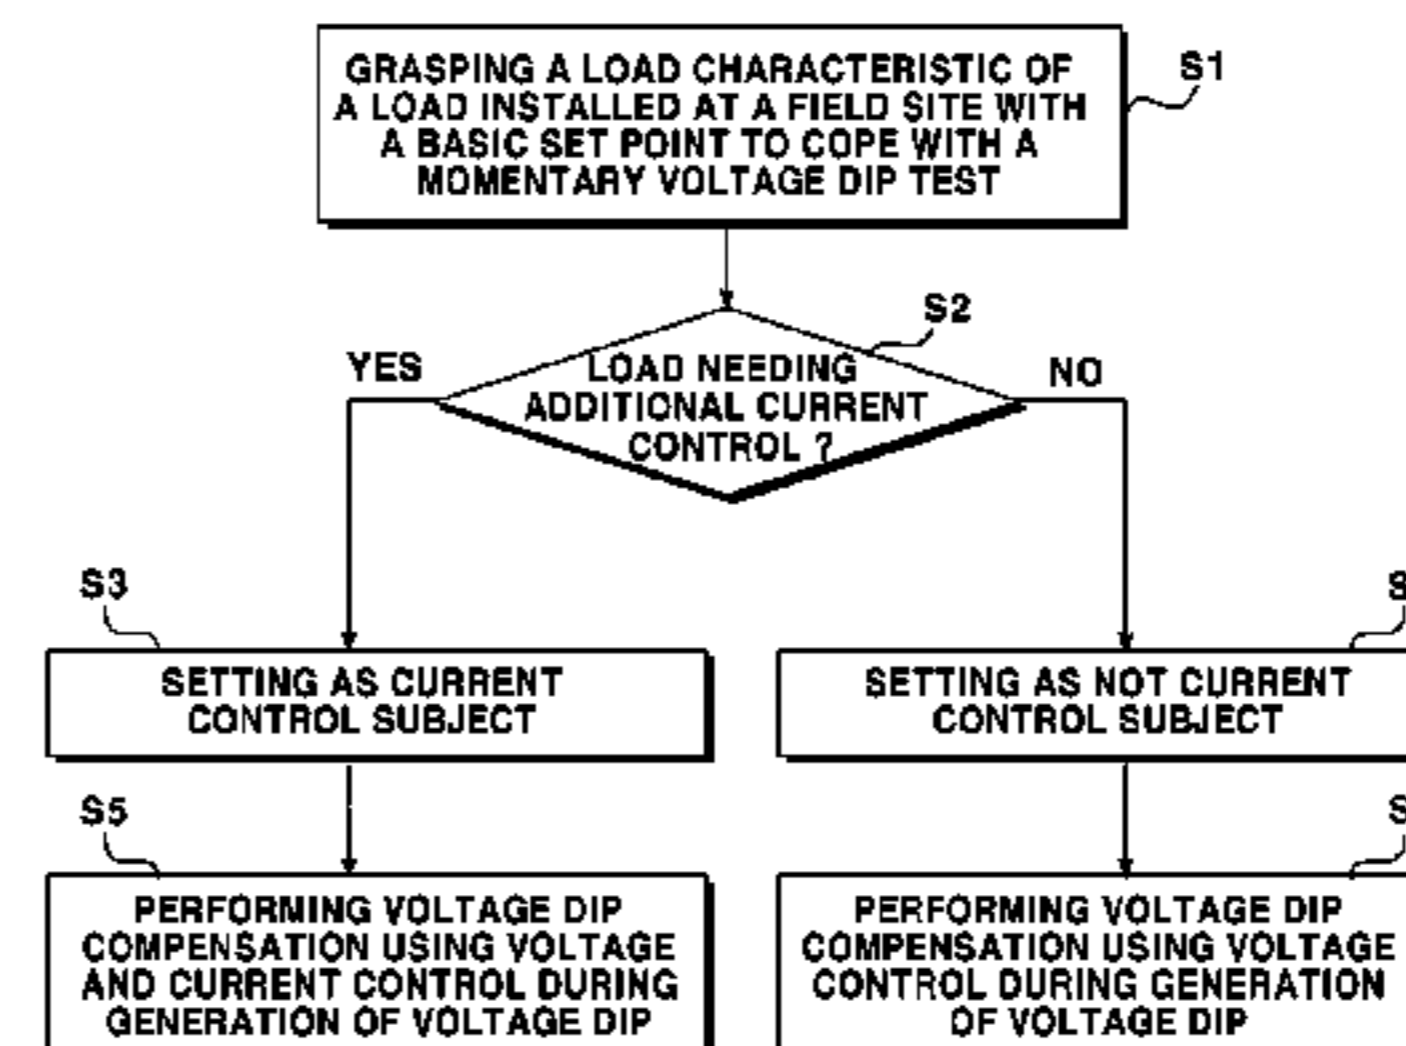 GRASPING A LOAD CHARACTERISTIC OF
A LOAD INSTALLED AT A FIELD SITE WITH
A BASIC SET POINT TO COPE WITH A
MOMENTARY VOLTAGE DIP TEST
S1
S2
YES
NO
LOAD NEEDING
ADDITIONAL CURRENT
CONTROL ?
S3
SETTING AS CURRENT
CONTROL SUBJECT
S
SETTING AS NOT CURRENT
CONTROL SUBJECT
S5
PERFORMING VOLTAGE DIP
COMPENSATION USING VOLTAGE
AND CURRENT CONTROL DURING
GENERATION OF VOLTAGE DIP
S
PERFORMING VOLTAGE DIP
COMPENSATION USING VOLTAGE
CONTROL DURING GENERATION
OF VOLTAGE DIP